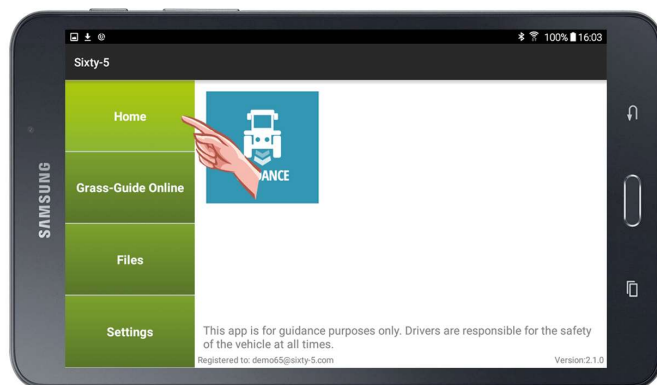 100% 16:03
Sixty-5
Home
Grass-Guide Online
Files
Settings
DANCE
This app is for guidance purposes only. Drivers are responsible for the safety
of the vehicle at all times.
Registered to: demo65@sixty-5.com
Version:2.1.0
SAMSUNG